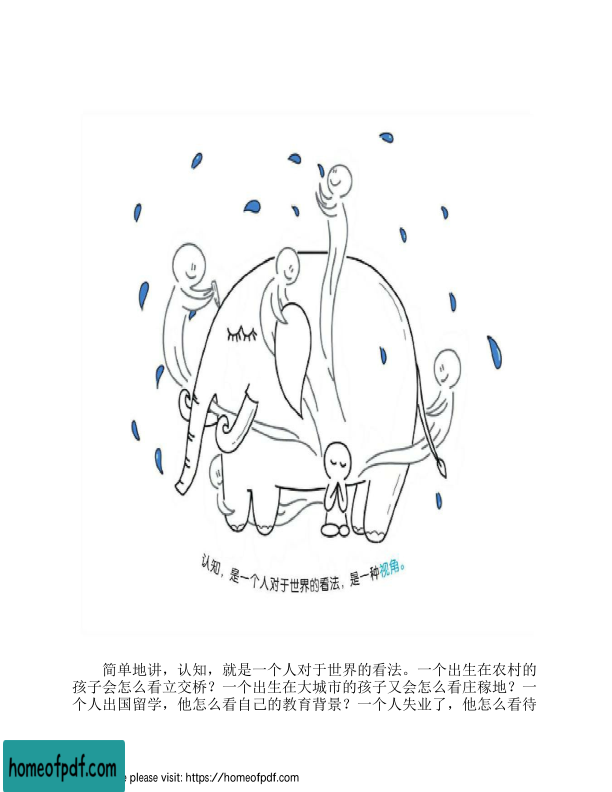 认知，是一个人对于世界的看法，是一种视角。
简单地讲，认知，就是一个人对于世界的看法。一个出生在农村的
孩子会怎么看立交桥？一个出生在大城市的孩子又会怎么看庄稼地？一
个人出国留学，他怎么看自己的教育背景？一个人失业了，他怎么看待
homeofpdf.com
e please visit: https://homeofpdf.com